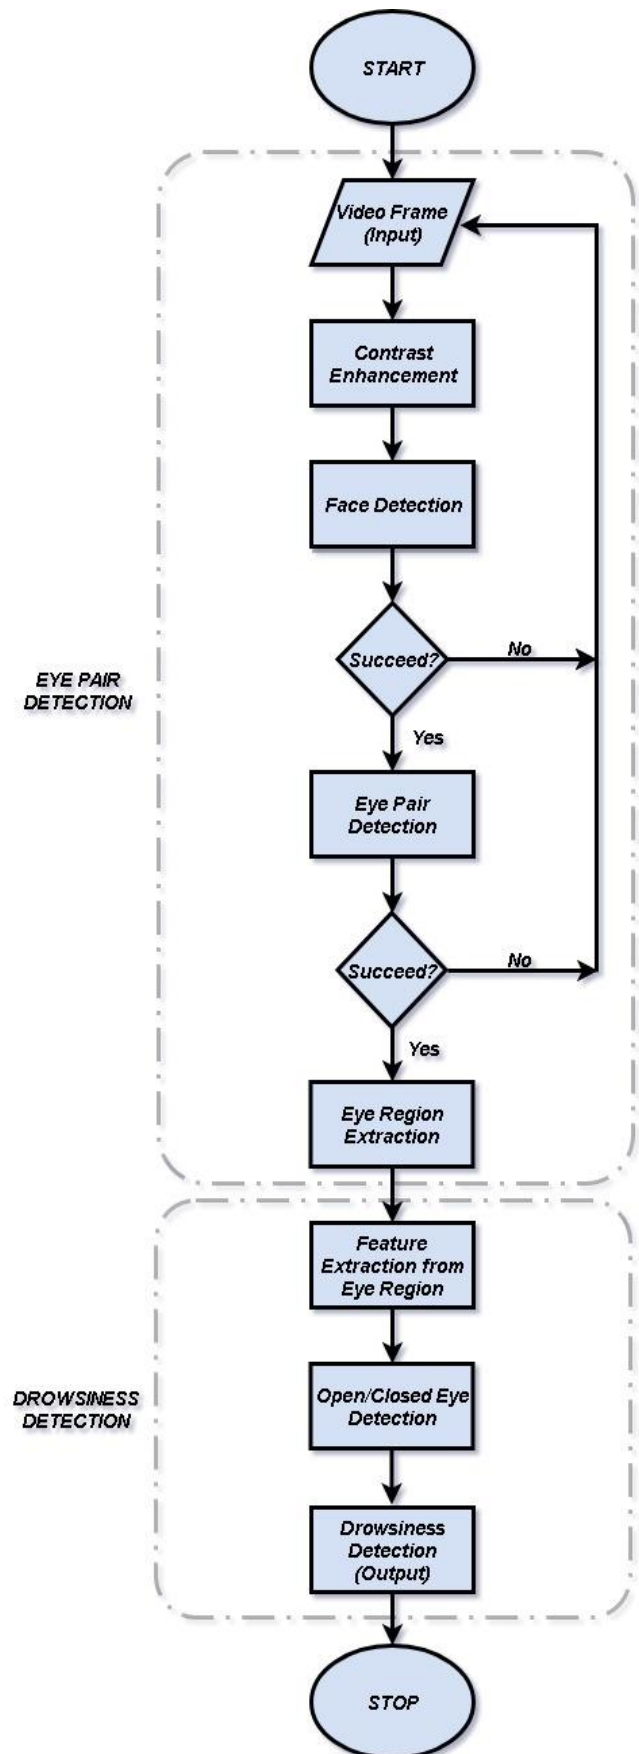 START
Video Frame
(Input)
Contrast
Enhancement
Face Detection
Succeed?
No
Yes
EYE PAIR
DETECTION
Eye Pair
Detection
Succeed?
No
Yes
Eye Region
Extraction
Feature
Extraction from
Eye Region
DROWSINESS
DETECTION
Open/Closed Eye
Detection
Drowsiness
Detection
(Output)
STOP